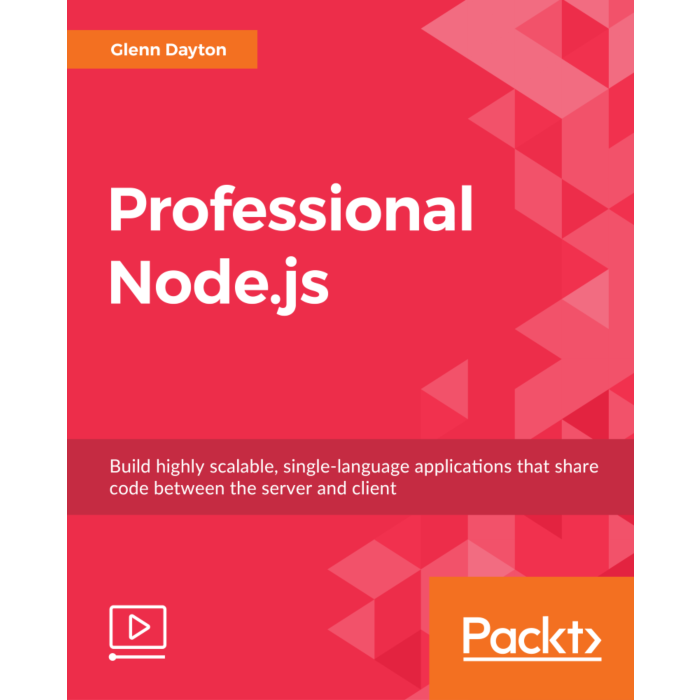 Glenn Dayton
Professional
Node.js
Build highly scalable, single-language applications that share
code between the server and client
Packt>